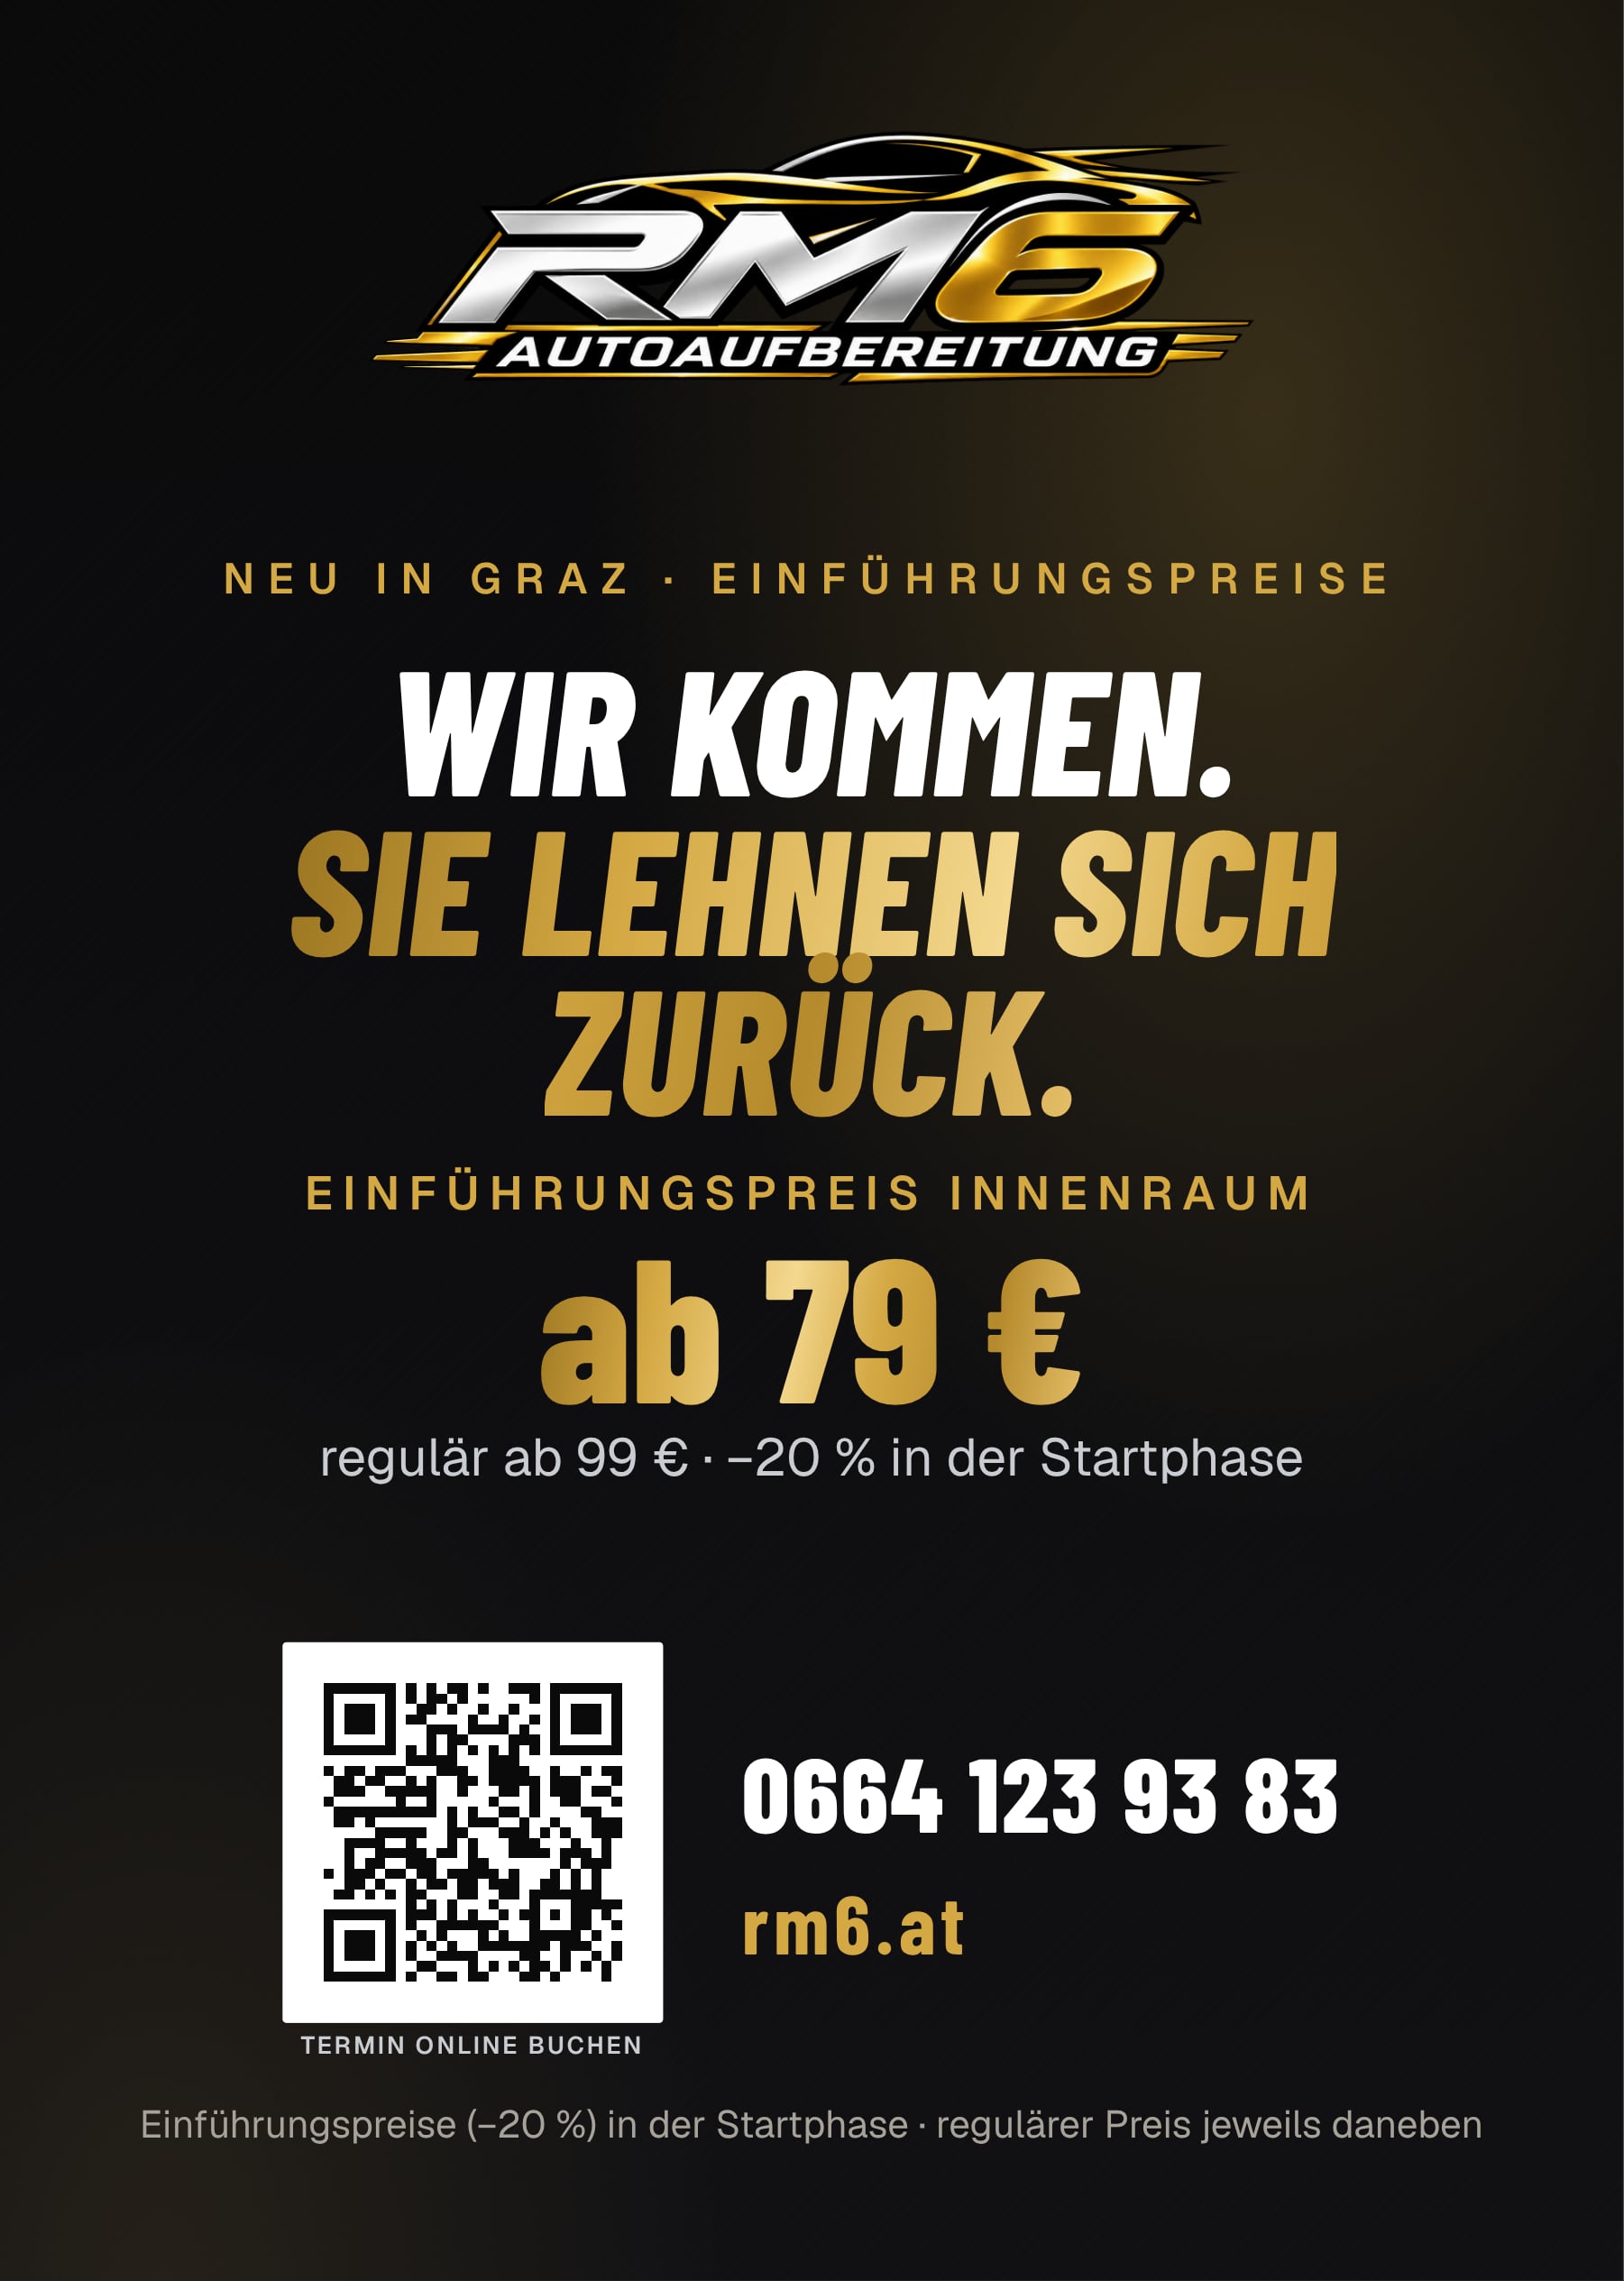 RM6
AUTOAUFBEREITUNG
NEU IN GRAZ · EINFÜHRUNGSPREISE
WIR KOMMEN.
SIE LEHNEN SICH
ZURÜCK.
EINFÜHRUNGSPREIS INNENRAUM
ab 79 €
regulär ab 99 € · −20 % in der Startphase
0664 123 93 83
rm6.at
TERMIN ONLINE BUCHEN
Einführungspreise (−20 %) in der Startphase · regulärer Preis jeweils daneben